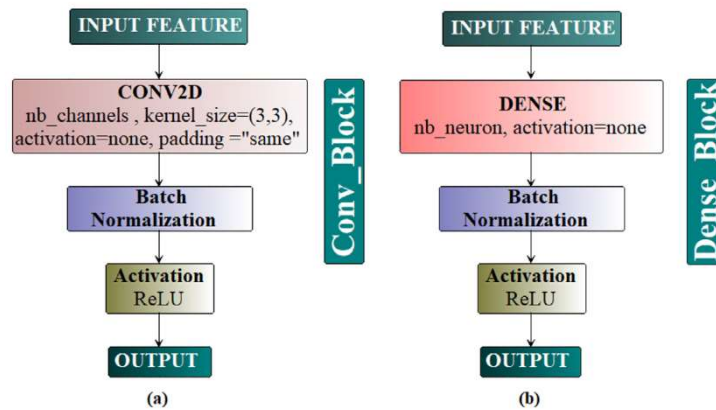 INPUT FEATURE
CONV2D
nb_channels , kernel_size=(3,3),
activation=none, padding ="same"
Batch
Normalization
Activation
ReLU
OUTPUT
(a)
Conv_Block
INPUT FEATURE
DENSE
nb_neuron, activation=none
Batch
Normalization
Activation
ReLU
OUTPUT
(b)
Dense_Block